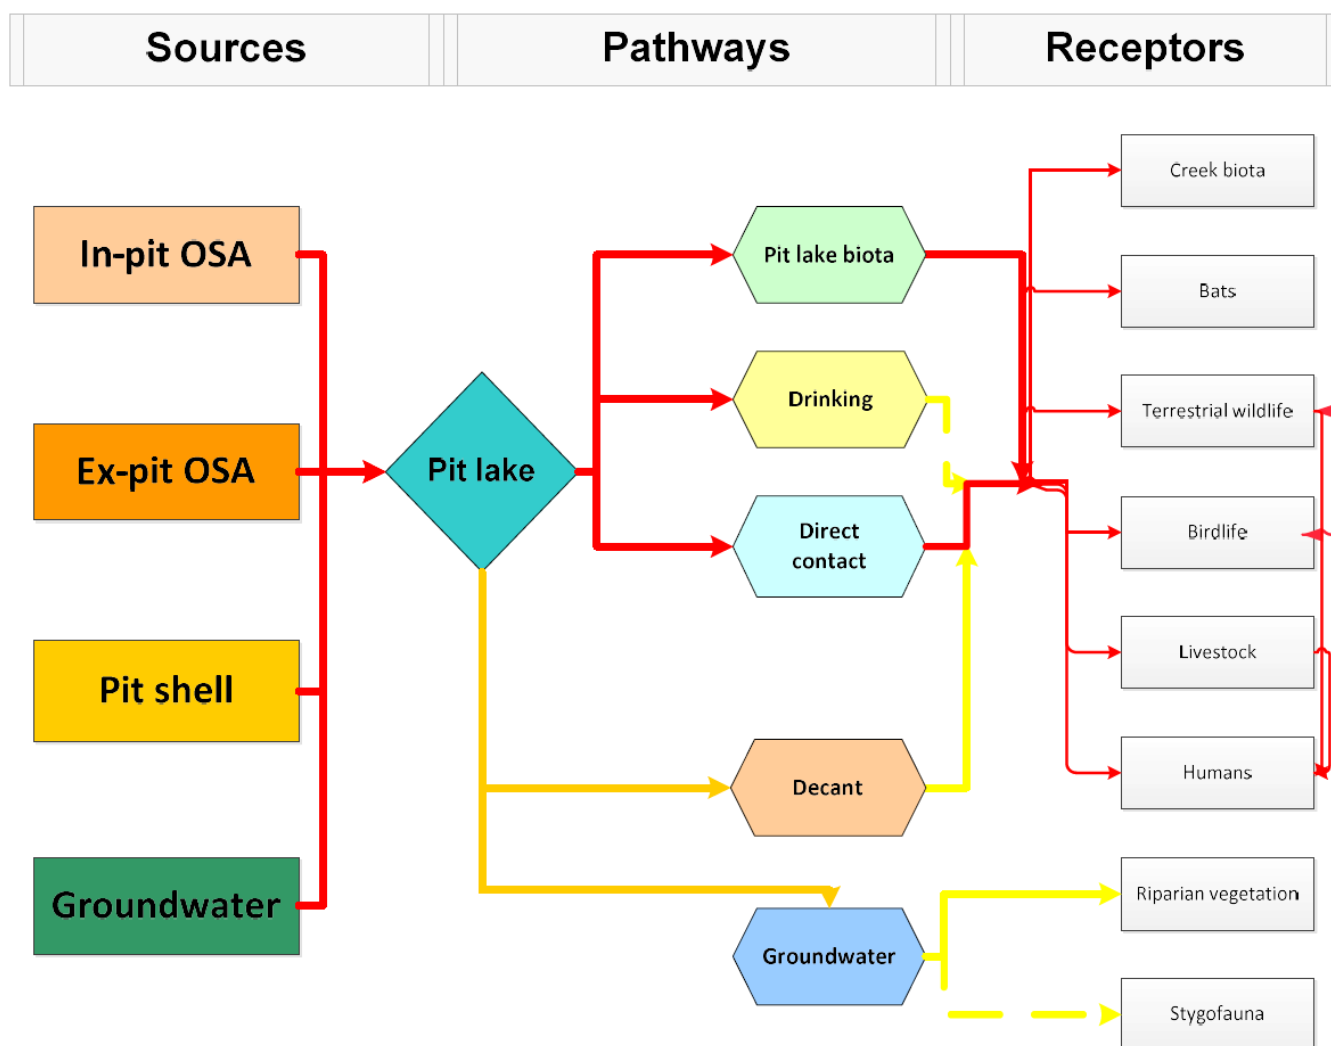 Sources
Pathways
Receptors
In-pit OSA
Ex-pit OSA
Pit shell
Groundwater
Pit lake
Pit lake biota
Drinking
Direct
contact
Decant
Groundwater
Creek biota
Bats
Terrestrial wildlife
Birdlife
Livestock
Humans
Riparian vegetation
Stygofauna